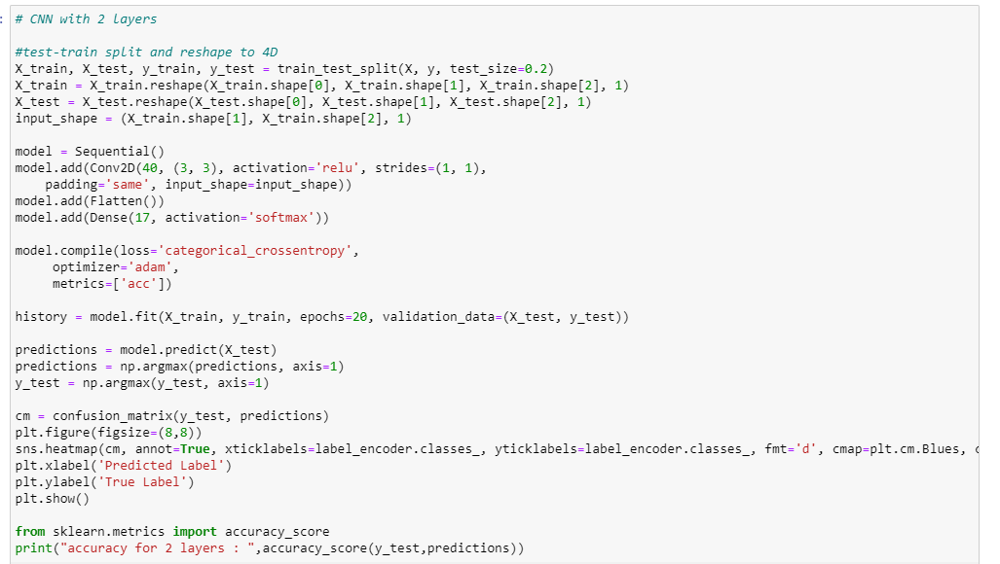 # CNN with 2 layers
#test-train split and reshape to 4D
X_train, X_test, y_train, y_test = train_test_split(X, y, test_size=0.2)
X_train = X_train.reshape(X_train.shape[0], X_train.shape[1], X_train.shape[2], 1)
X_test = X_test.reshape(X_test.shape[0], X_test.shape[1], X_test.shape[2], 1)
input_shape = (X_train.shape[1], X_train.shape[2], 1)
model = Sequential()
model.add(Conv2D(40, (3, 3), activation='relu', strides=(1, 1),
    padding='same', input_shape=input_shape))
model.add(Flatten())
model.add(Dense(17, activation='softmax'))
model.compile(loss='categorical_crossentropy',
     optimizer='adam',
     metrics=['acc'])
history = model.fit(X_train, y_train, epochs=20, validation_data=(X_test, y_test))
predictions = model.predict(X_test)
predictions = np.argmax(predictions, axis=1)
y_test = np.argmax(y_test, axis=1)
cm = confusion_matrix(y_test, predictions)
plt.figure(figsize=(8,8))
sns.heatmap(cm, annot=True, xticklabels=label_encoder.classes_, yticklabels=label_encoder.classes_, fmt='d', cmap=plt.cm.Blues,
plt.xlabel('Predicted Label')
plt.ylabel('True Label')
plt.show()
from sklearn.metrics import accuracy_score
print("accuracy for 2 layers : ",accuracy_score(y_test,predictions))